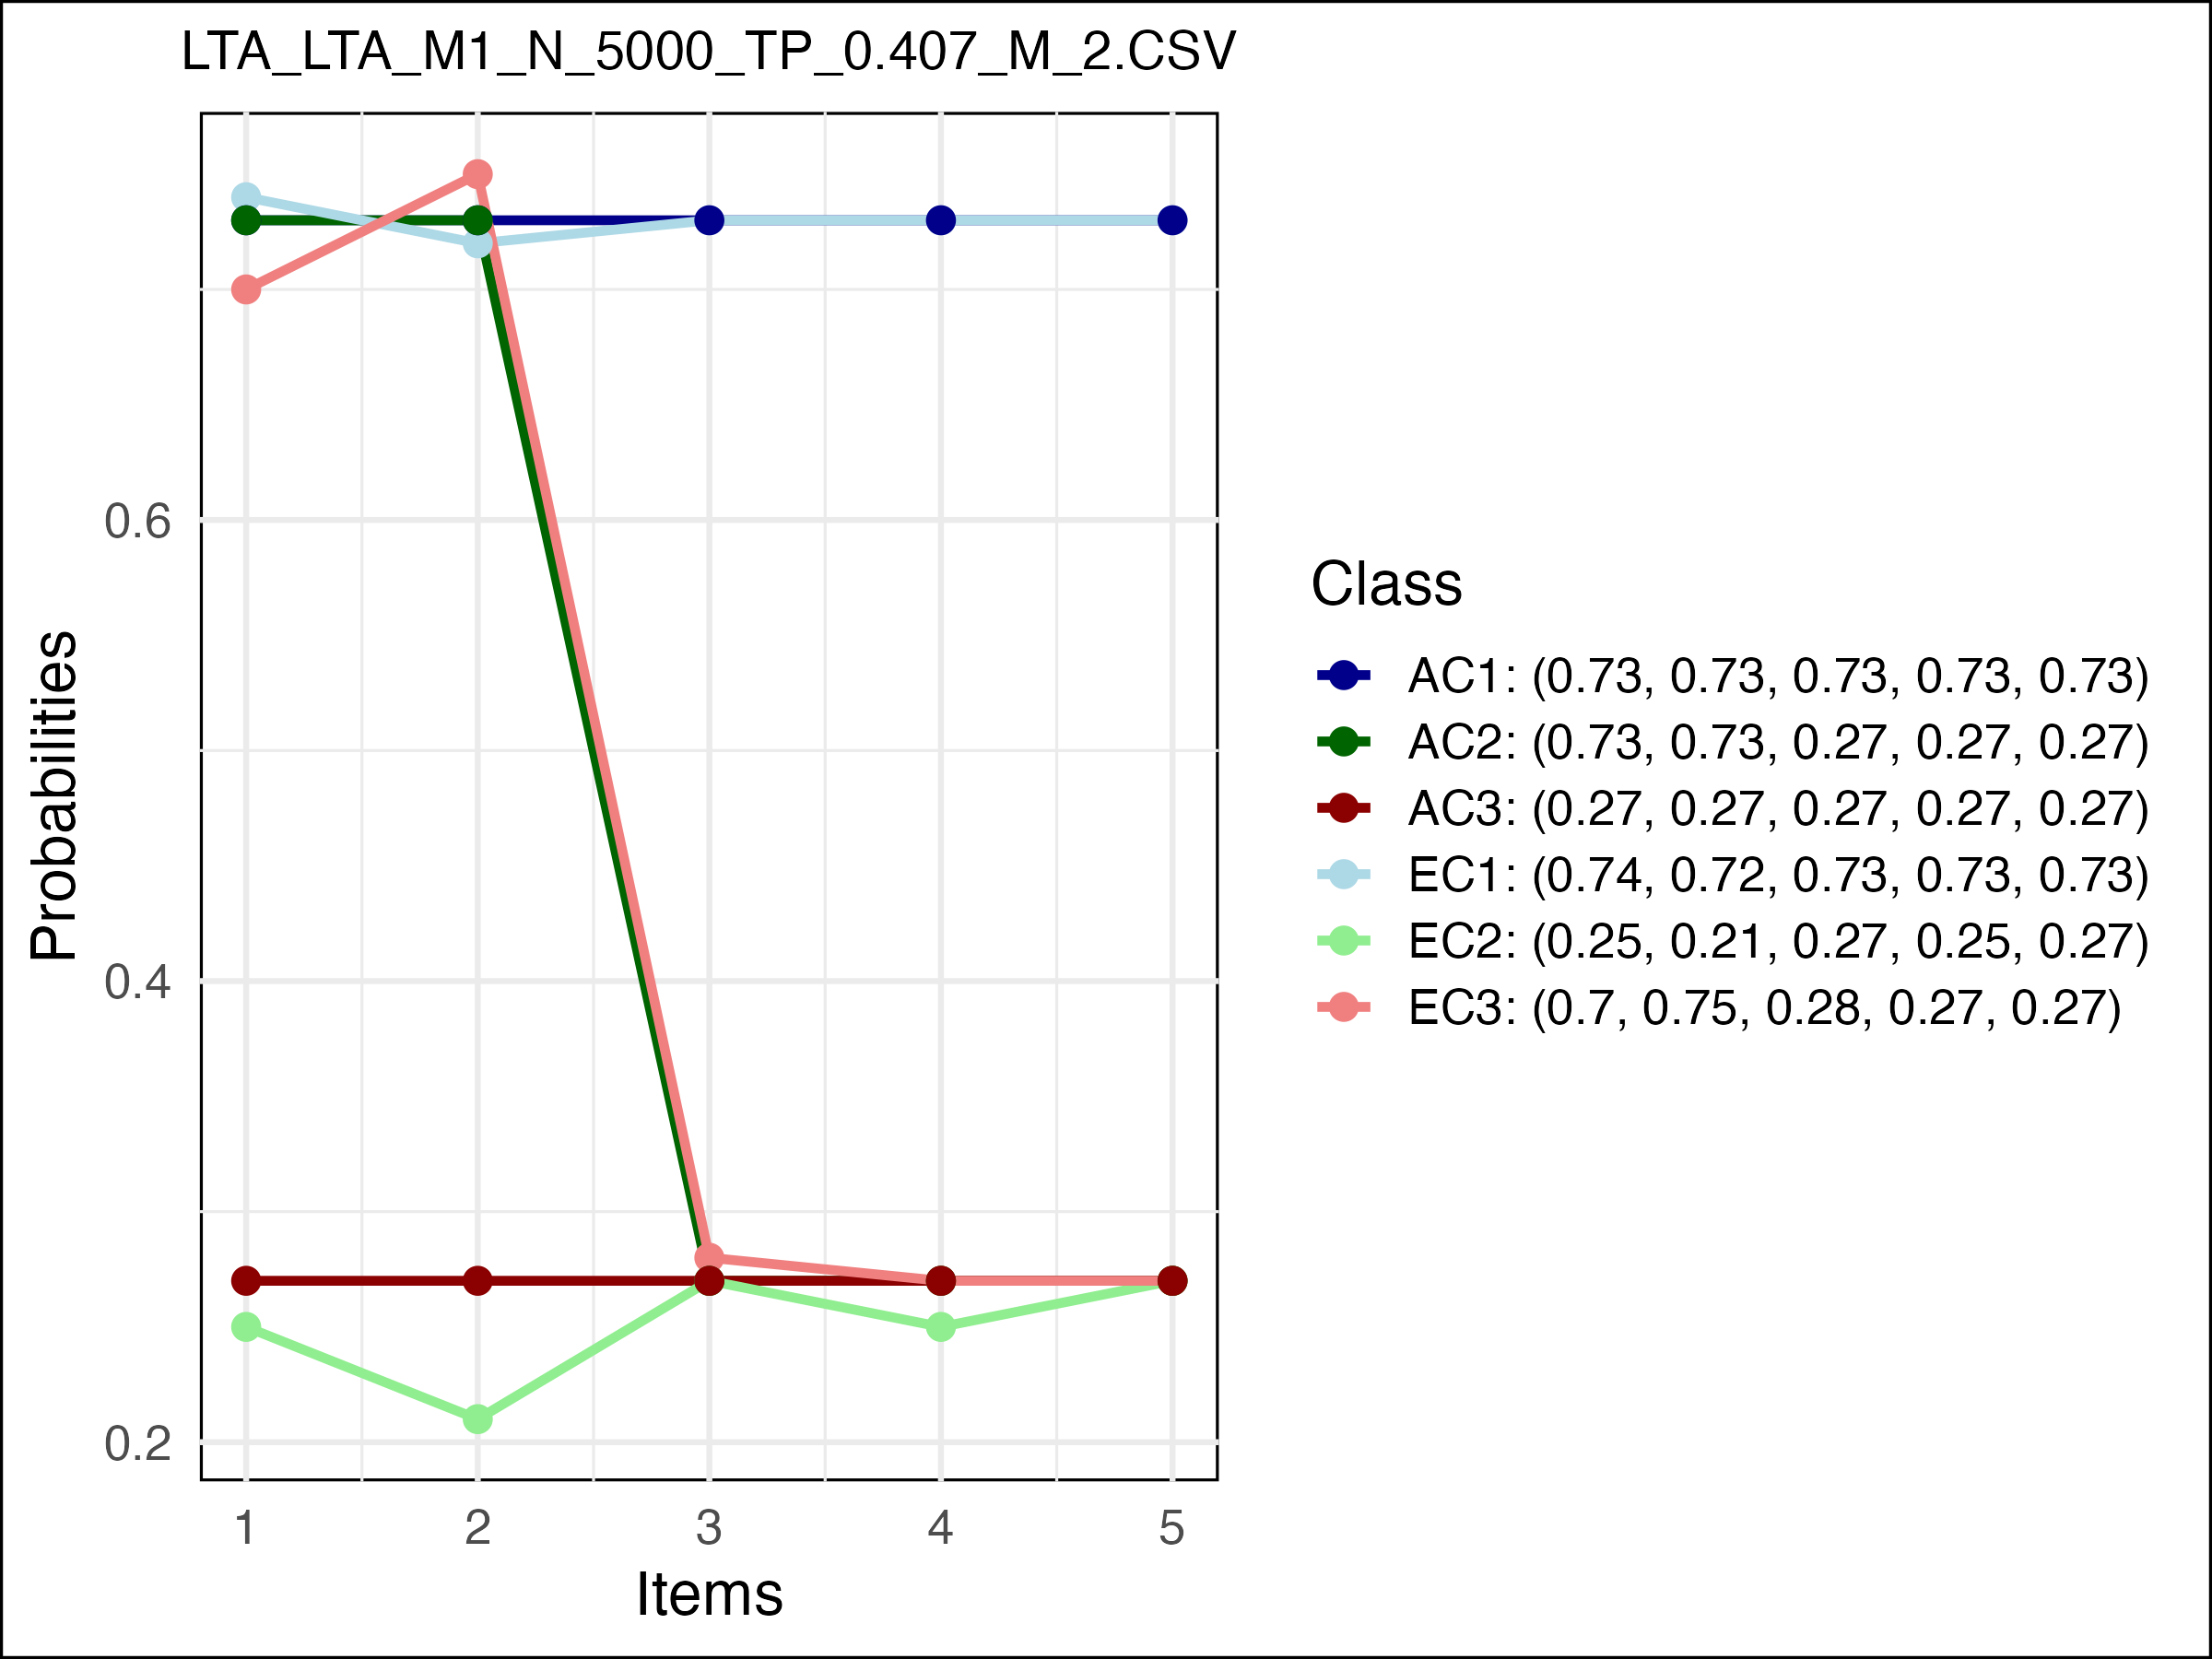 LTA_LTA_M1_N_5000_TP_0.407_M_2.CSV
Probabilities
0.6
0.4
0.2
1 2 3 4 5
Items
Class
AC1: (0.73, 0.73, 0.73, 0.73, 0.73)
AC2: (0.73, 0.73, 0.27, 0.27, 0.27)
AC3: (0.27, 0.27, 0.27, 0.27, 0.27)
EC1: (0.74, 0.72, 0.73, 0.73, 0.73)
EC2: (0.25, 0.21, 0.27, 0.25, 0.27)
EC3: (0.7, 0.75, 0.28, 0.27, 0.27)